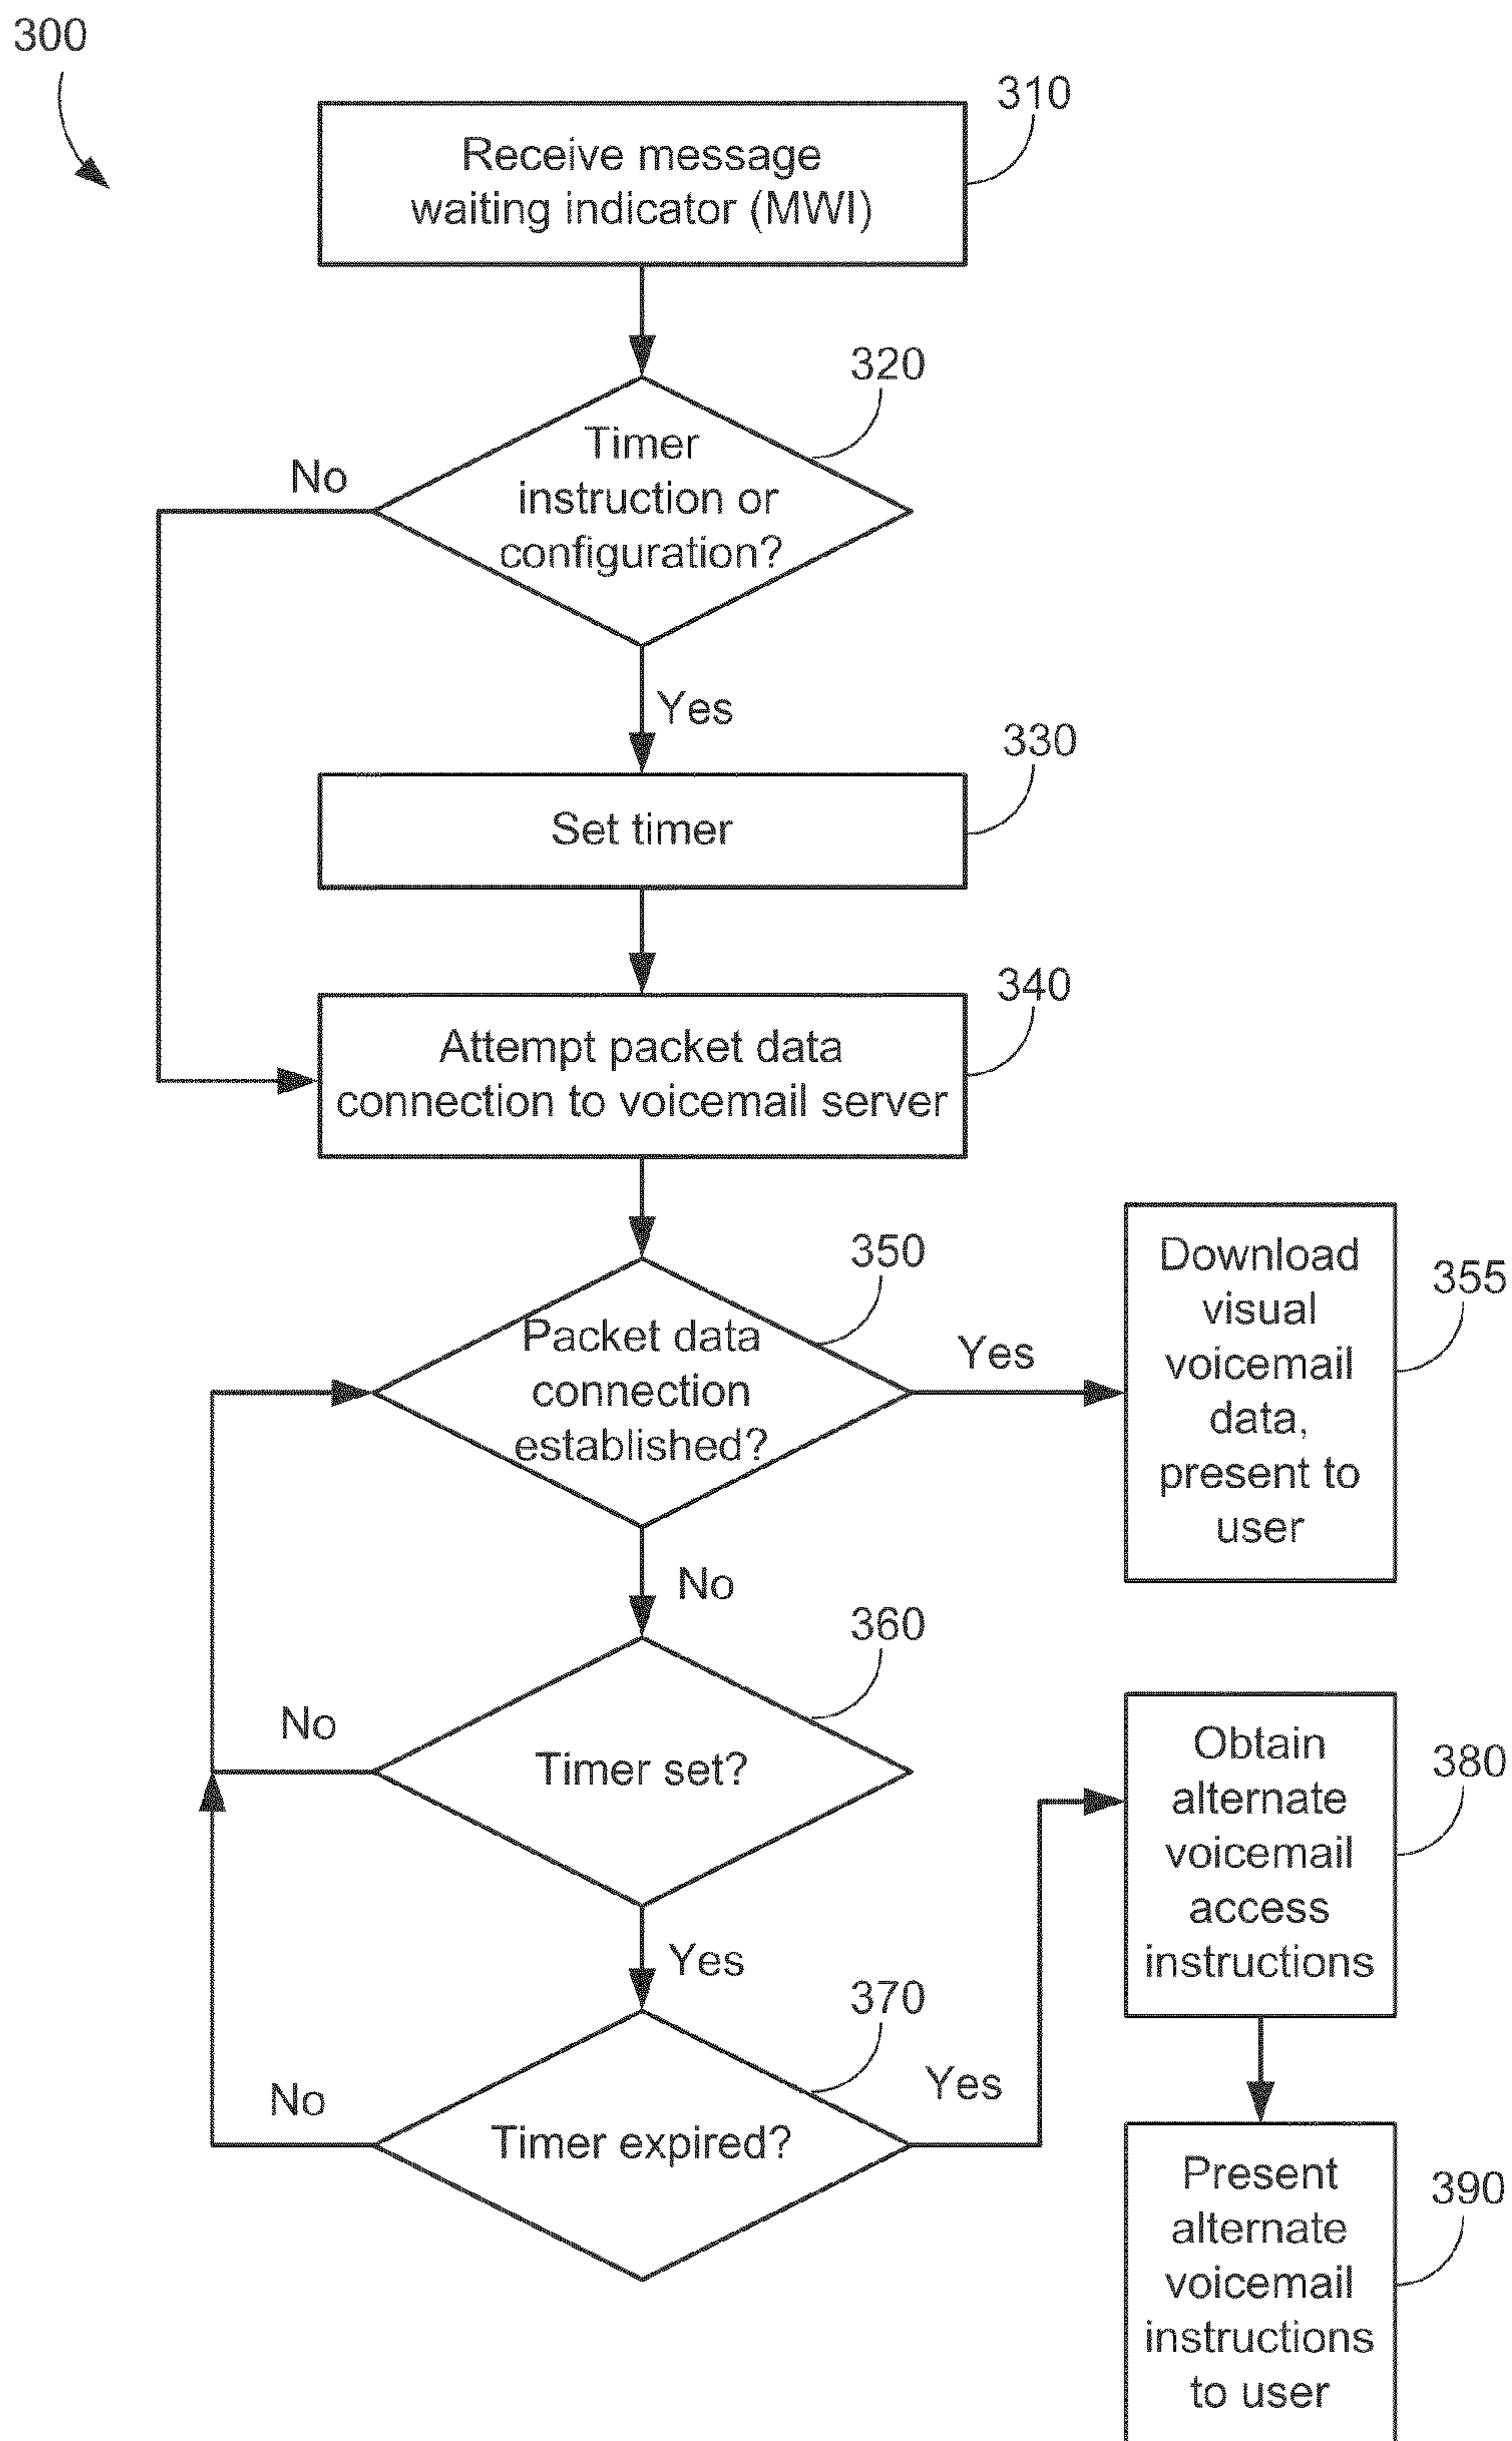 300
310
Receive message
waiting indicator (MWI)
320
Timer
instruction or
configuration?
No
Yes
330
Set timer
340
Attempt packet data
connection to voicemail server
350
Packet data
connection
established?
Yes
355
Download
visual
voicemail
data,
present to
user
No
360
Timer set?
No
Yes
380
Obtain
alternate
voicemail
access
instructions
370
Timer expired?
No
Yes
390
Present
alternate
voicemail
instructions
to user